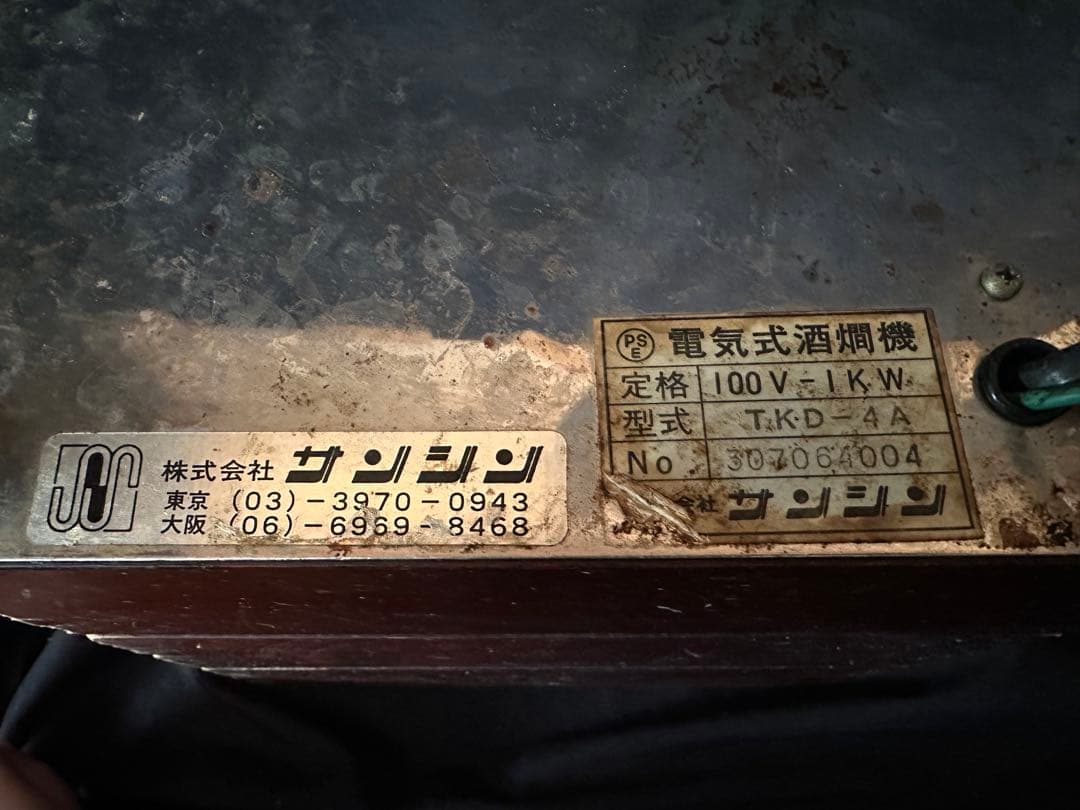 株式会社 サンシン
東京 (03)-3970-0943
大阪 (06)-6969-8468
PS E 電気式酒燗機
定格 100V-1KW
型式 TKD-4A
No 307064004
会社 サンシン